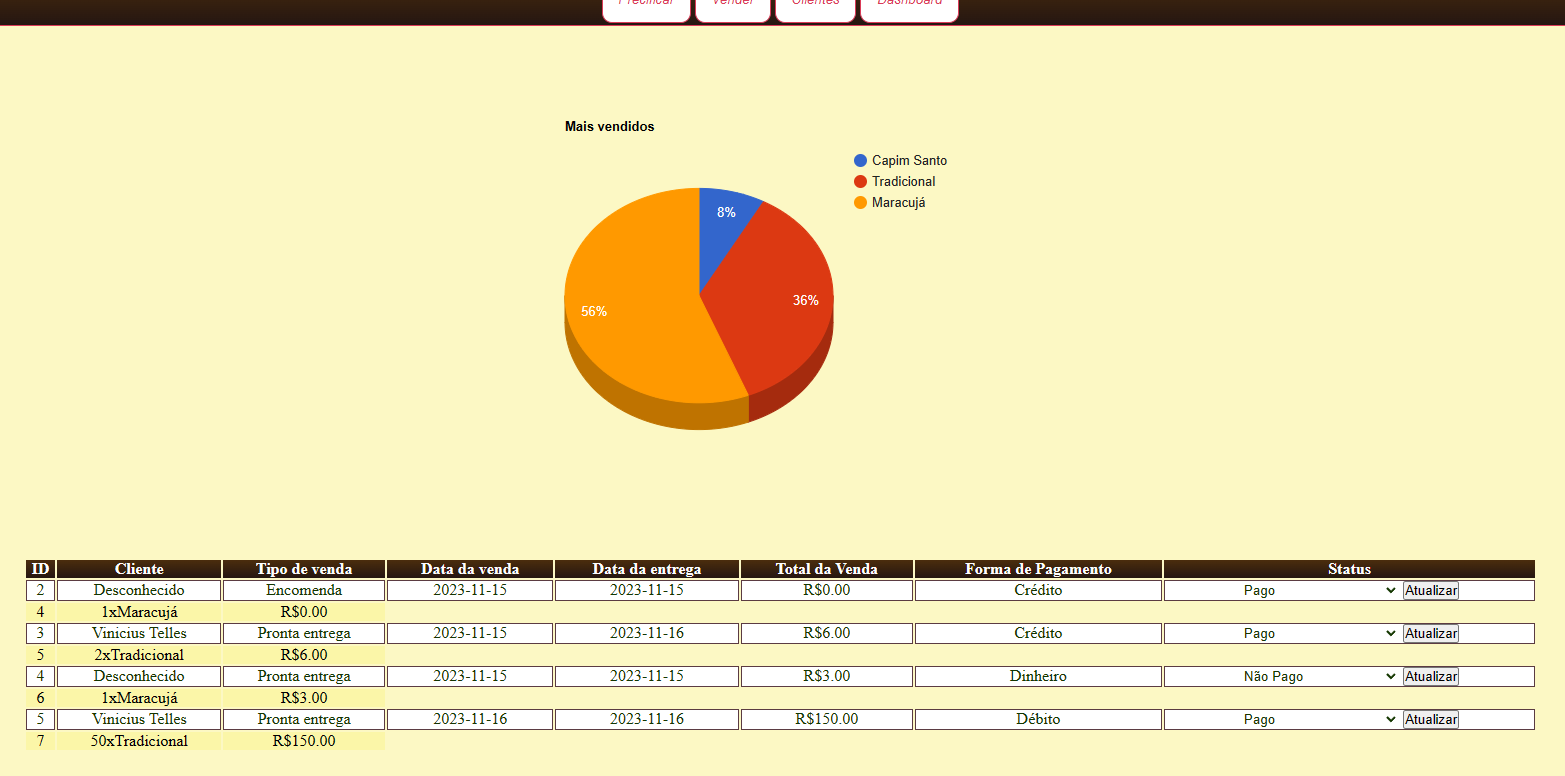 Precificar Vender Clientes Dashboard
Mais vendidos
Capim Santo
Tradicional
Maracujá
8%
36%
56%
ID Cliente Tipo de venda Data da venda Data da entrega Total da Venda Forma de Pagamento Status
2 Desconhecido Encomenda 2023-11-15 2023-11-15 R$0.00 Crédito Pago Atualizar
4 1xMaracujá R$0.00
3 Vinicius Telles Pronta entrega 2023-11-15 2023-11-16 R$6.00 Crédito Pago Atualizar
5 2xTradicional R$6.00
4 Desconhecido Pronta entrega 2023-11-15 2023-11-15 R$3.00 Dinheiro Não Pago Atualizar
6 1xMaracujá R$3.00
5 Vinicius Telles Pronta entrega 2023-11-16 2023-11-16 R$150.00 Débito Pago Atualizar
7 50xTradicional R$150.00